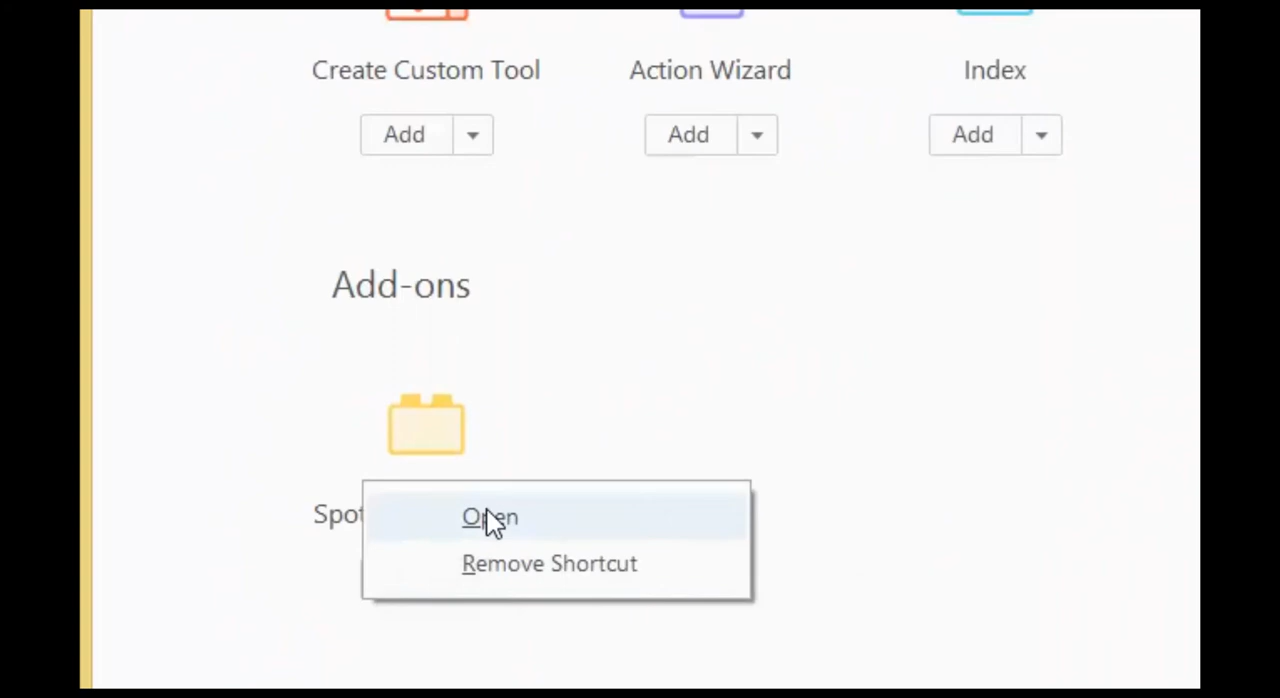 Create Custom Tool
Action Wizard
Index
Add
Add
Add
Add-ons
Open
Remove Shortcut